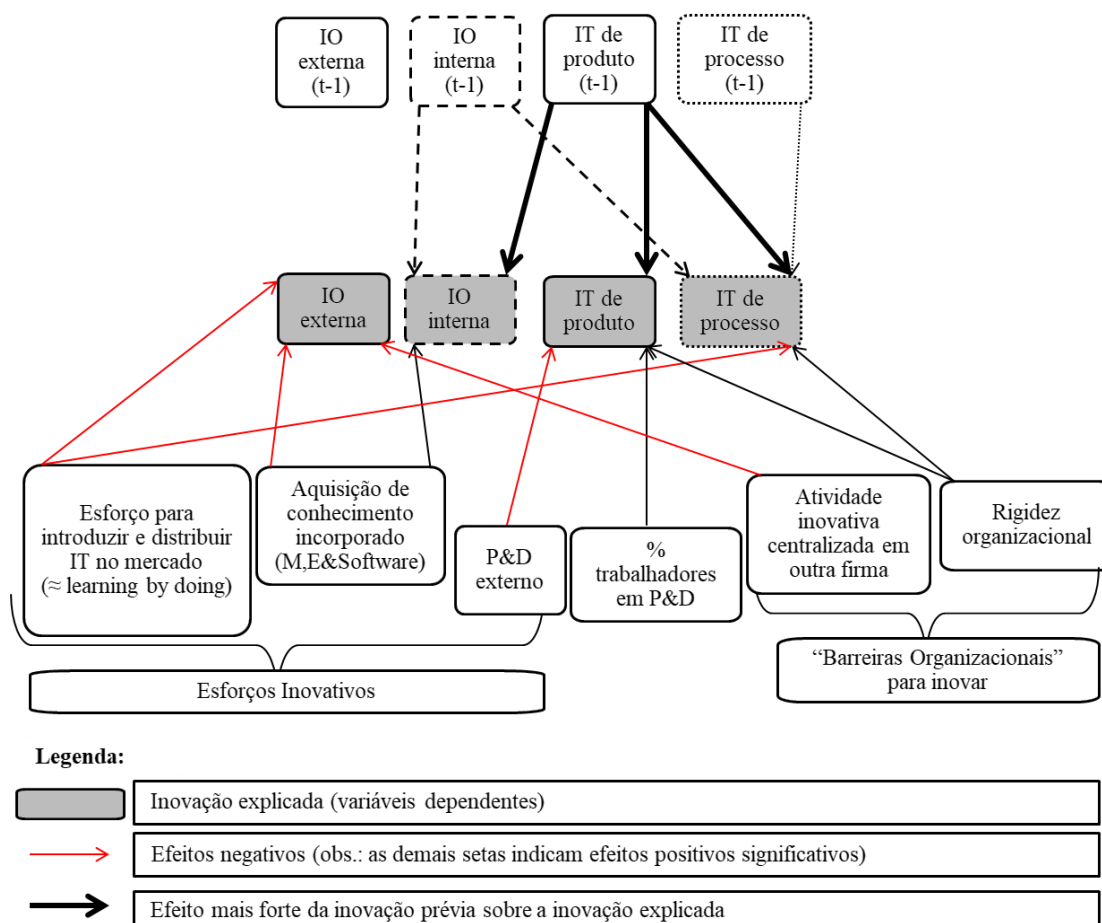 IO
externa
(t-1)
IO
interna
(t-1)
IT de
produto
(t-1)
IT de
processo
(t-1)
IO
externa
IO
interna
IT de
produto
IT de
processo
Esforço para
introduzir e distribuir
IT no mercado
(≈ learning by doing)
Aquisição de
conhecimento
incorporado
(M,E&Software)
P&D
externo
%
trabalhadores
em P&D
Atividade
inovativa
centralizada em
outra firma
Rigidez
organizacional
Esforços Inovativos
“Barreiras Organizacionais”
para inovar
Legenda:
Inovação explicada (variáveis dependentes)
Efeitos negativos (obs.: as demais setas indicam efeitos positivos significativos)
Efeito mais forte da inovação prévia sobre a inovação explicada